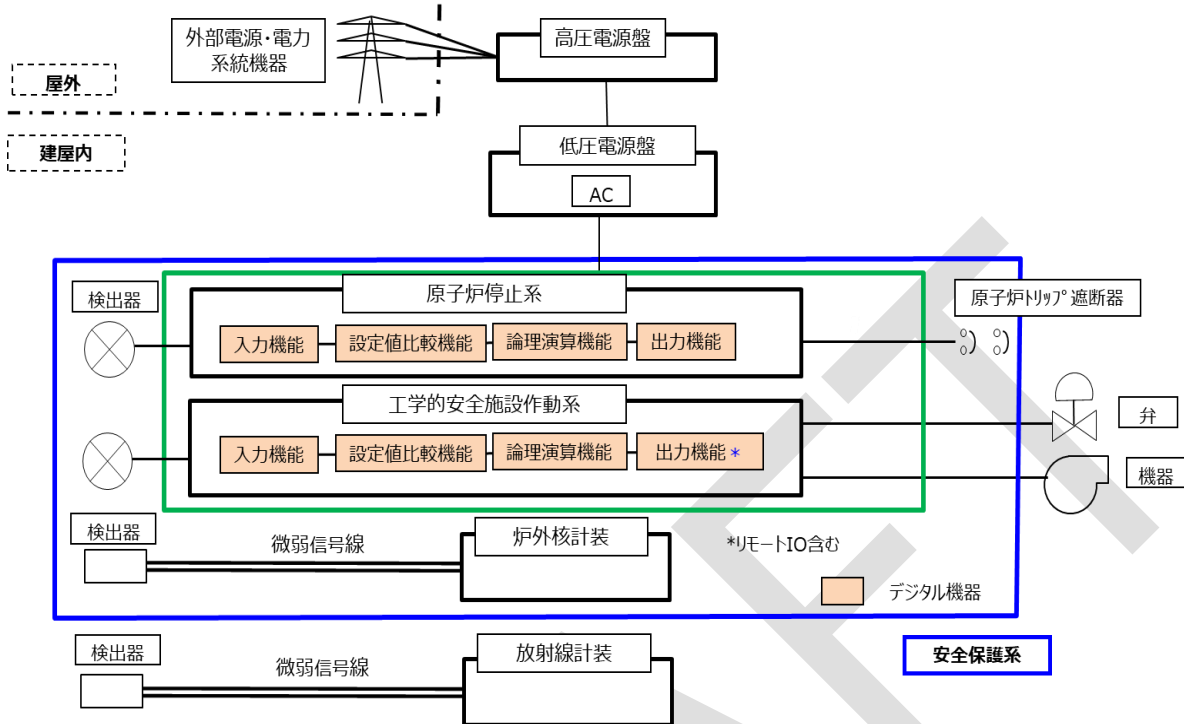 外部電源・電力
系統機器
高圧電源盤
屋外
建屋内
低圧電源盤
AC
検出器
原子炉停止系
原子炉トリップ遮断器
入力機能
設定値比較機能
論理演算機能
出力機能
工学的安全施設作動系
弁
入力機能
設定値比較機能
論理演算機能
出力機能*
機器
検出器
微弱信号線
炉外核計装
*リモートIO含む
デジタル機器
検出器
微弱信号線
放射線計装
安全保護系